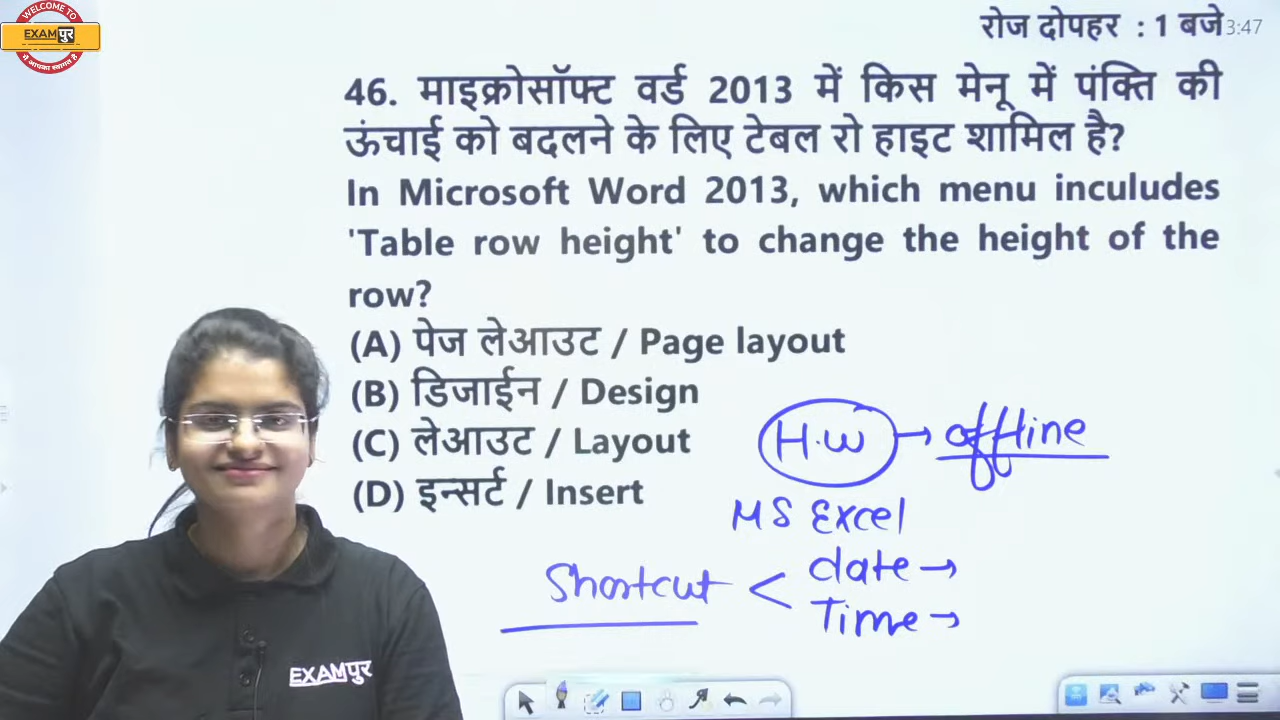 WELCOME TO
EXAMपुर
में आपका स्वागत है
रोज दोपहर : 1 बजे
3:47
46. माइक्रोसॉफ्ट वर्ड 2013 में किस मेनू में पंक्ति की
ऊंचाई को बदलने के लिए टेबल रो हाइट शामिल है?
In Microsoft Word 2013, which menu inculudes
'Table row height' to change the height of the
row?
(A) पेज लेआउट / Page layout
(B) डिजाईन / Design
(C) लेआउट / Layout
(D) इन्सर्ट / Insert
H.W → offline
MS Excel
Shortcut < date →
Time →
EXAMपुर